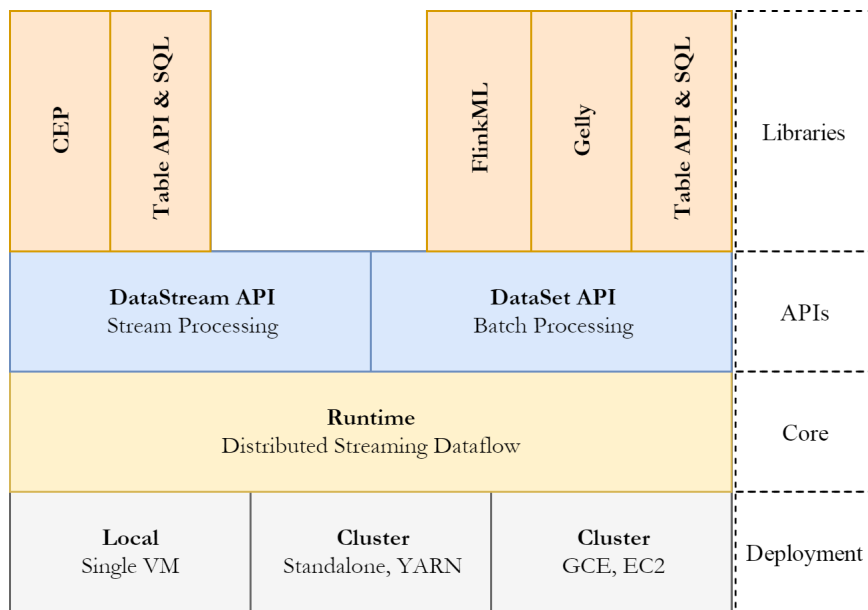 CEP
Table API & SQL
FlinkML
Gelly
Table API & SQL
Libraries
DataStream API
Stream Processing
DataSet API
Batch Processing
APIs
Runtime
Distributed Streaming Dataflow
Core
Local
Single VM
Cluster
Standalone, YARN
Cluster
GCE, EC2
Deployment